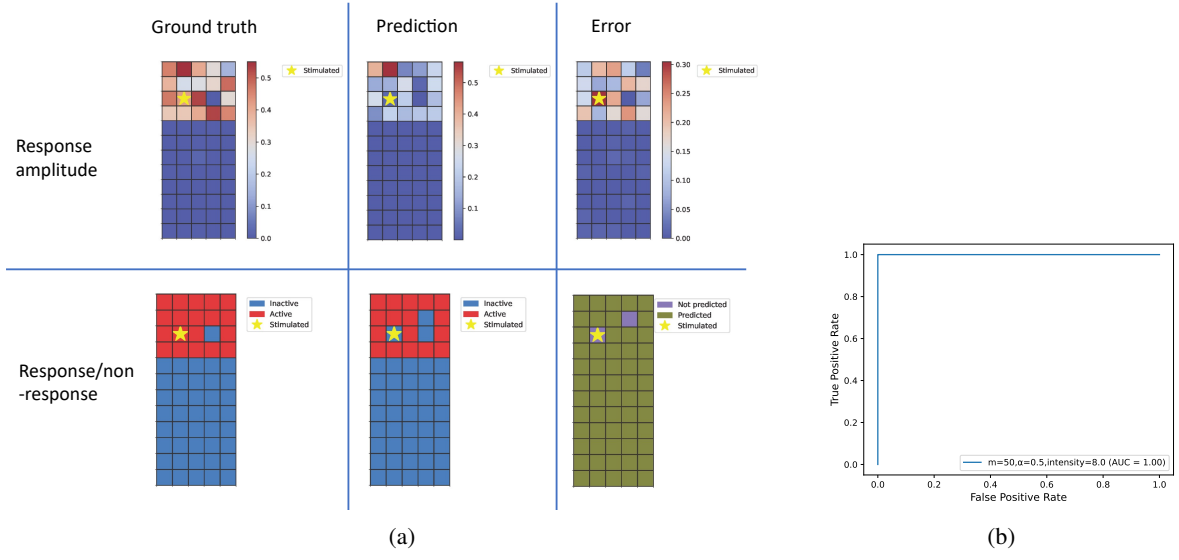 Ground truth
Prediction
Error
Response
amplitude
Stimulated
0.5
0.4
0.3
0.2
0.1
0.0
Stimulated
0.5
0.4
0.3
0.2
0.1
Stimulated
0.30
0.25
0.20
0.15
0.10
0.05
0.00
Response/non
-response
Inactive
Active
Stimulated
Inactive
Active
Stimulated
Not predicted
Predicted
Stimulated
(a)
True Positive Rate
1.0
0.8
0.6
0.4
0.2
0.0
m=50,α=0.5,intensity=8.0 (AUC = 1.00)
0.0 0.2 0.4 0.6 0.8 1.0
False Positive Rate
(b)